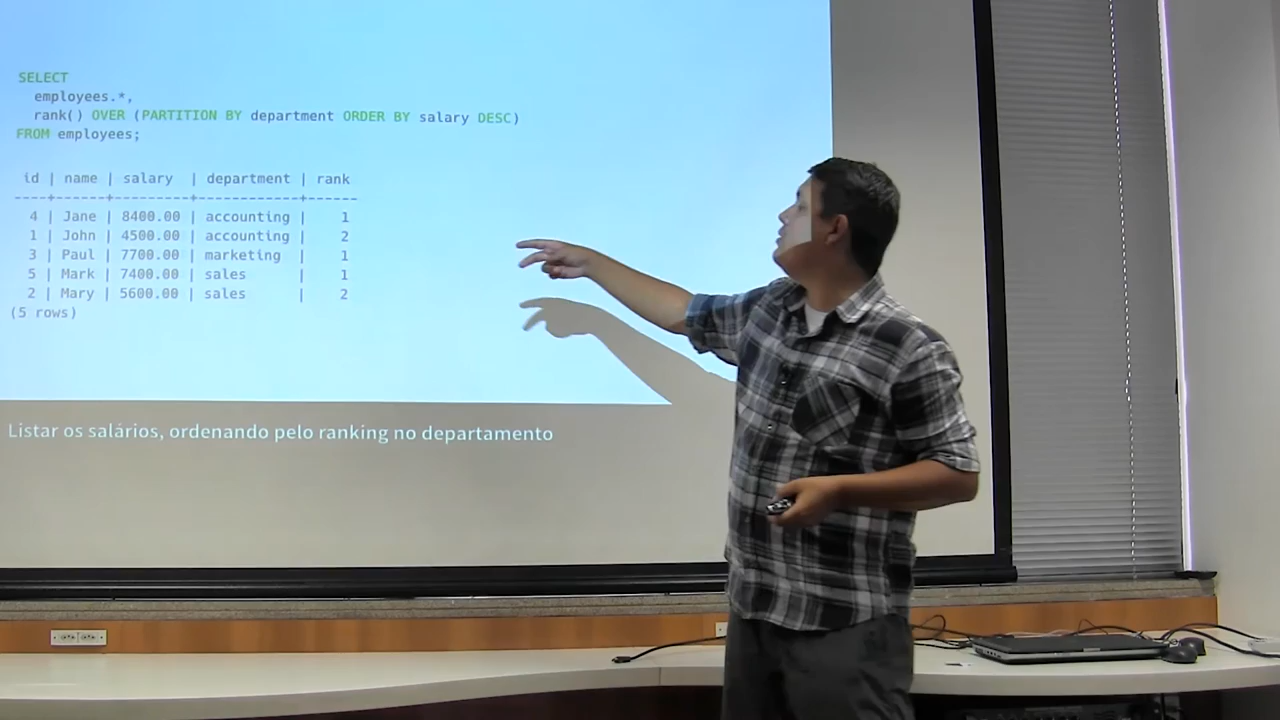 SELECT
employees.*,
rank() OVER (PARTITION BY department ORDER BY salary DESC)
FROM employees;
id | name | salary | department | rank
----+------+---------+------------+------
4 | Jane | 8400.00 | accounting | 1
1 | John | 4500.00 | accounting | 2
3 | Paul | 7700.00 | marketing | 1
5 | Mark | 7400.00 | sales | 1
2 | Mary | 5600.00 | sales | 2
(5 rows)
Listar os salários, ordenando pelo ranking no departamento